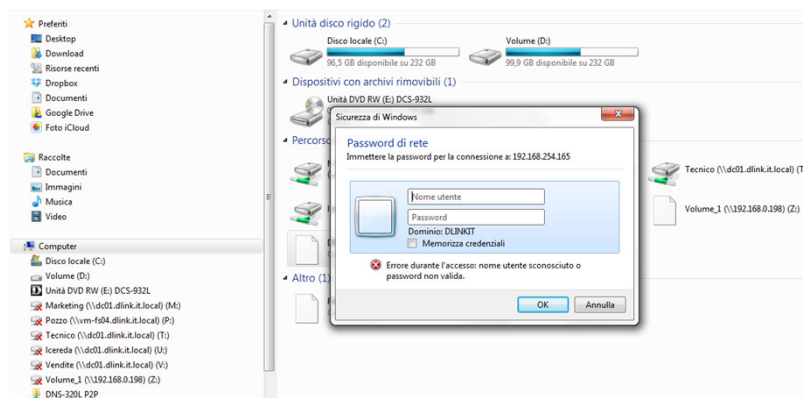 Preferiti
Desktop
Download
Risorse recenti
Dropbox
Documenti
Google Drive
Foto iCloud
Raccolte
Documenti
Immagini
Musica
Video
Computer
Disco locale (C:)
Volume (D:)
Unità DVD RW (E:) DCS-932L
Marketing (\\dc01.dlink.it.local) (M:)
Pozzo (\\vm-fs04.dlink.it.local) (P:)
Tecnico (\\dc01.dlink.it.local) (T:)
Icereda (\\dc01.dlink.it.local) (U:)
Vendite (\\dc01.dlink.it.local) (V:)
Volume_1 (\\192.168.0.198) (Z:)
DNS-320L P2P
Unità disco rigido (2)
Disco locale (C:)
96,5 GB disponibile su 232 GB
Volume (D:)
99,9 GB disponibile su 232 GB
Dispositivi con archivi rimovibili (1)
Unità DVD RW (E:) DCS-932L
Percorso
Tecnico (\\dc01.dlink.it.local) (T
Volume_1 (\\192.168.0.198) (Z:)
Altro (1)
Sicurezza di Windows
Password di rete
Immettere la password per la connessione a: 192.168.254.165
Nome utente
Password
Dominio: DLINKIT
Memorizza credenziali
Errore durante l'accesso: nome utente sconosciuto o
password non valida.
OK
Annulla